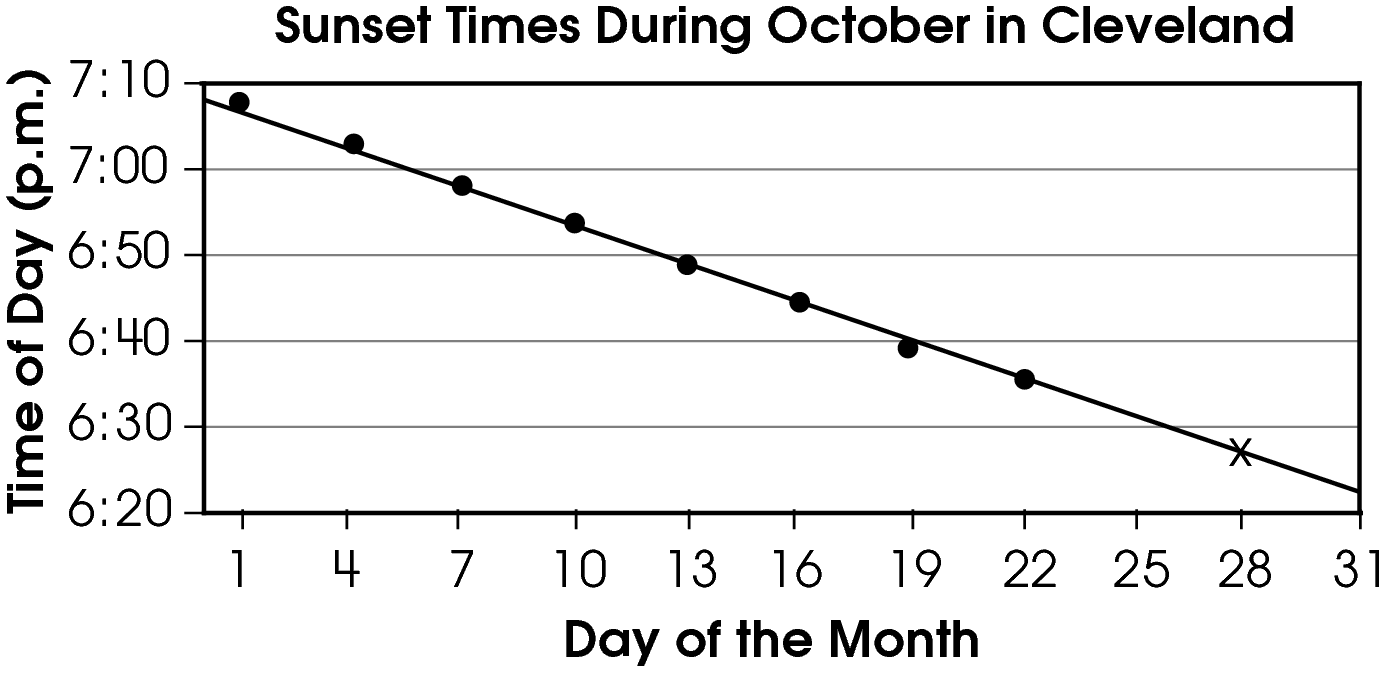 Sunset Times During October in Cleveland
Time of Day (p.m.)
7:10
7:00
6:50
6:40
6:30
6:20
X
1 4 7 10 13 16 19 22 25 28 31
Day of the Month